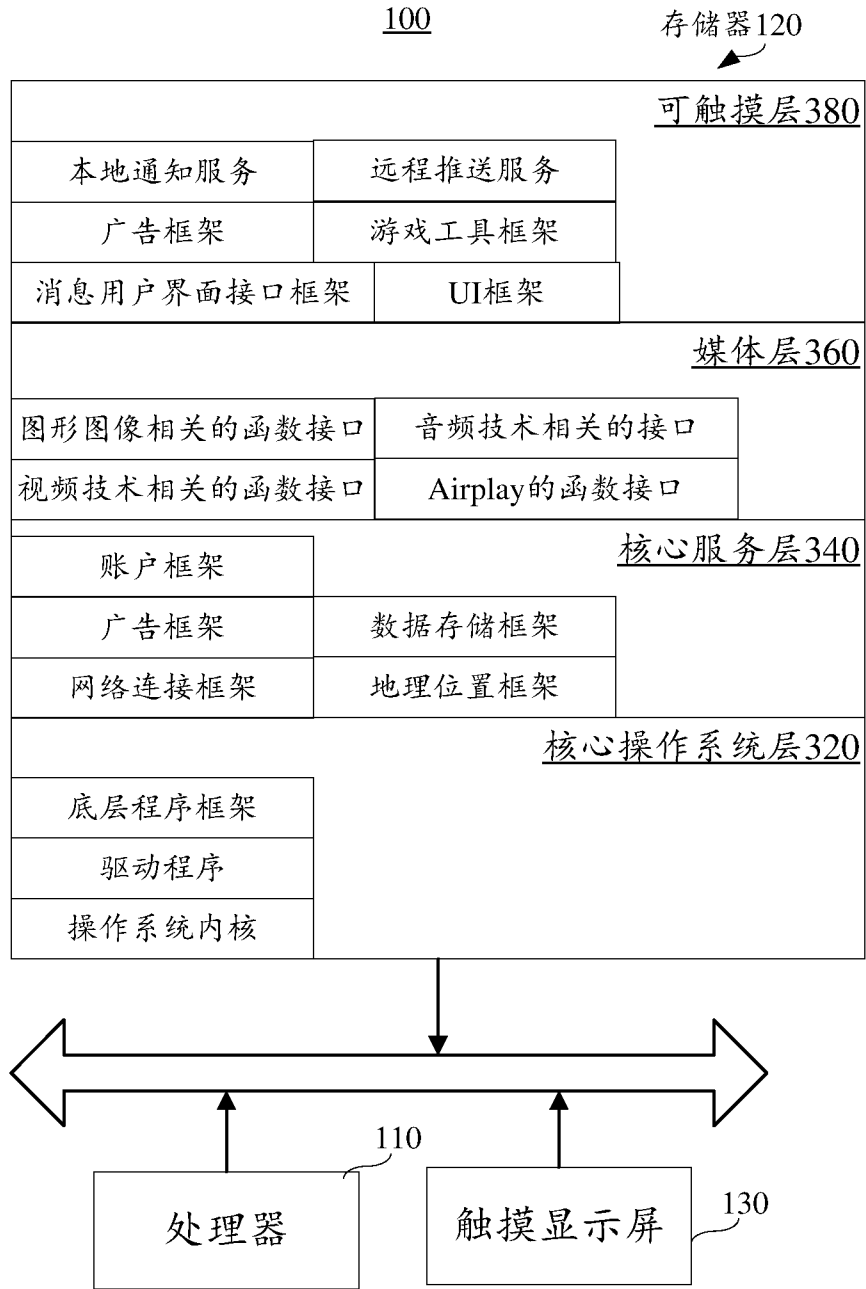 100
存储器120
可触摸层380
本地通知服务
远程推送服务
广告框架
游戏工具框架
消息用户界面接口框架
UI框架
媒体层360
图形图像相关的函数接口
音频技术相关的接口
视频技术相关的函数接口
Airplay的函数接口
核心服务层340
账户框架
广告框架
数据存储框架
网络连接框架
地理位置框架
核心操作系统层320
底层程序框架
驱动程序
操作系统内核
110
处理器
触摸显示屏
130